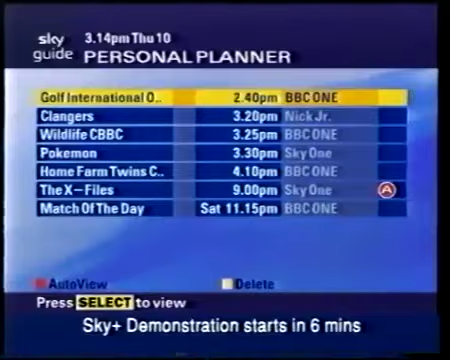 sky guide 3.14pm Thu 10
PERSONAL PLANNER
Golf International O.. 2.40pm BBC ONE
Clangers 3.20pm Nick Jr.
Wildlife CBBC 3.25pm BBC ONE
Pokemon 3.30pm Sky One
Home Farm Twins C.. 4.10pm BBC ONE
The X-Files 9.00pm Sky One A
Match Of The Day Sat 11.15pm BBC ONE
AutoView Delete
Press SELECT to view
Sky+ Demonstration starts in 6 mins